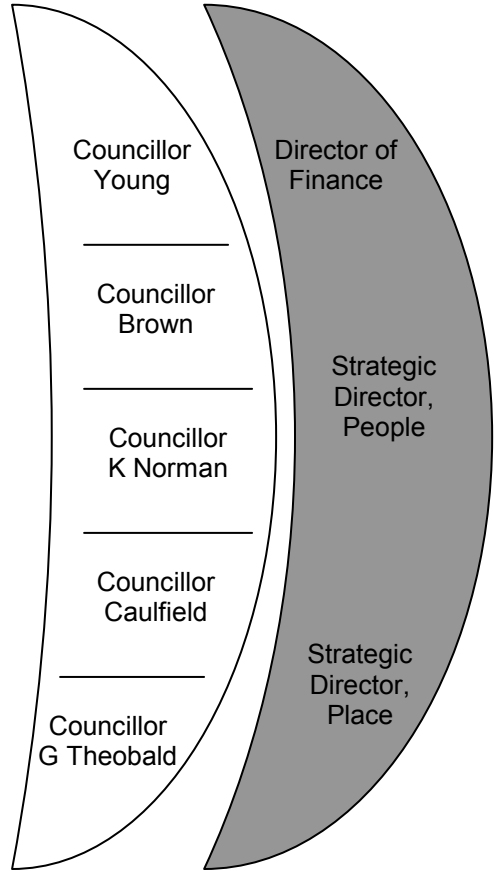 Councillor
Young
Councillor
Brown
Councillor
K Norman
Councillor
Caulfield
Councillor
G Theobald
Director of
Finance
Strategic
Director,
People
Strategic
Director,
Place